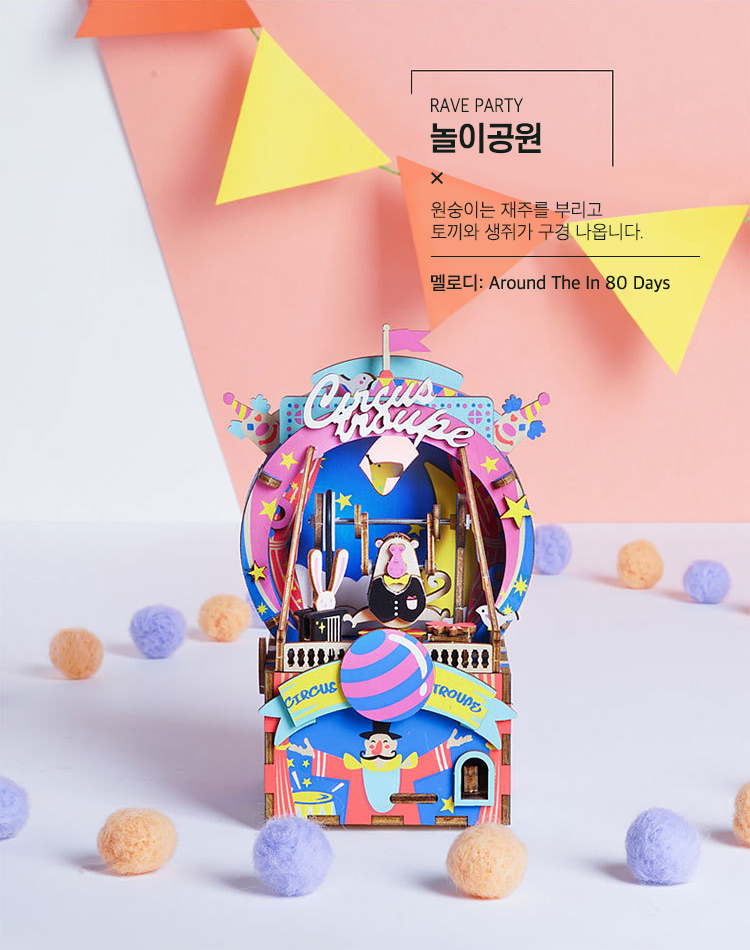 RAVE PARTY
놀이공원
×
원숭이는 재주를 부리고
토끼와 생쥐가 구경 나옵니다.
멜로디: Around The In 80 Days
Circus
troupe
CIRCUS TROUPE